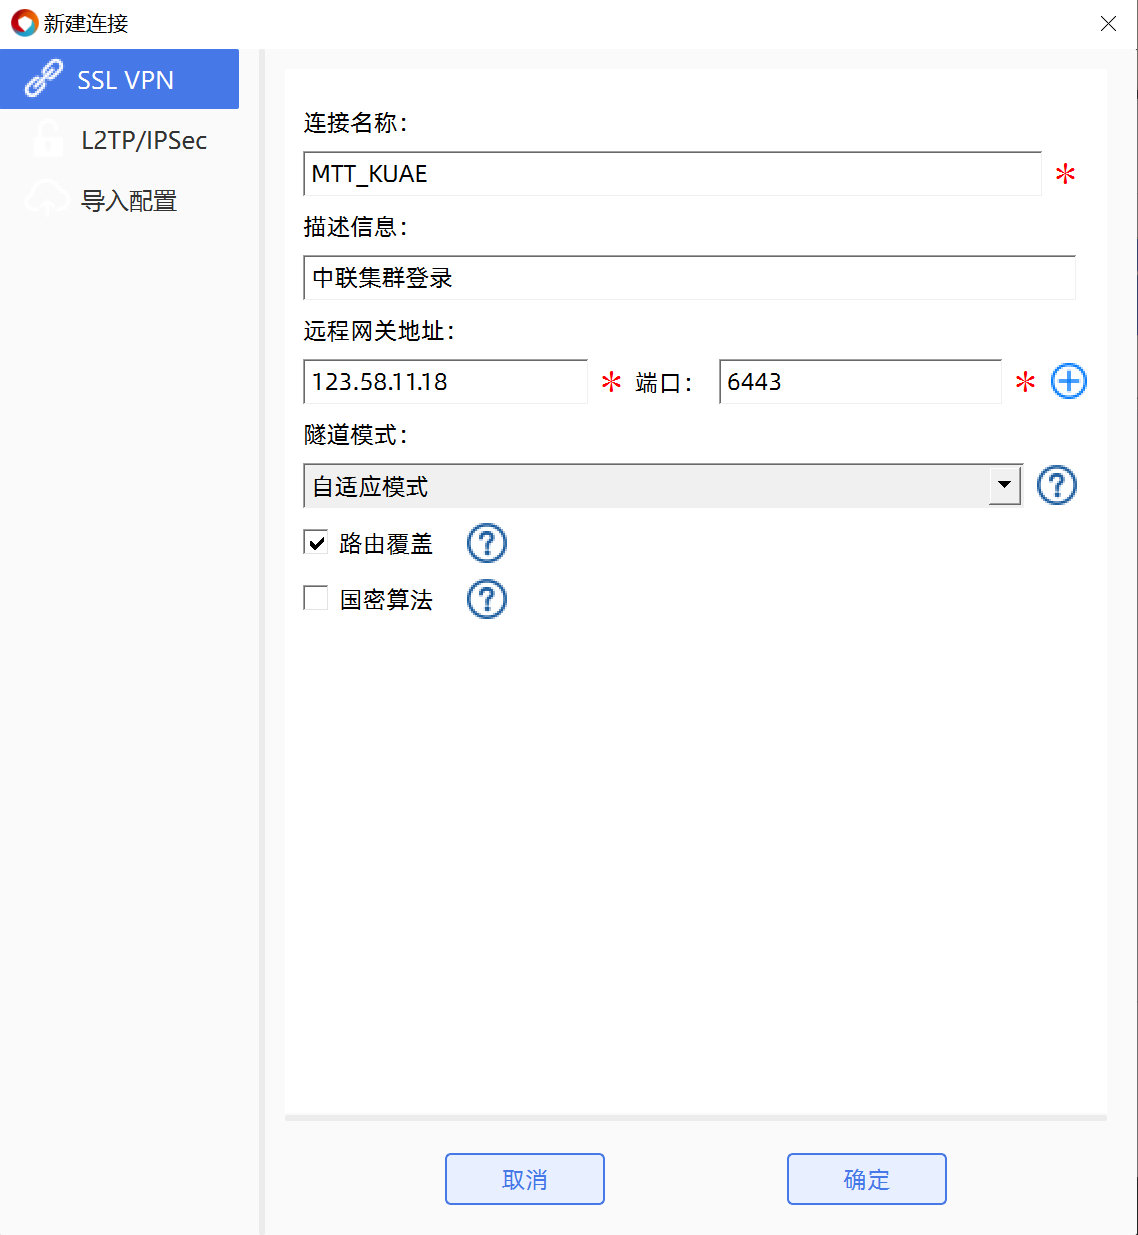 新建连接
SSL VPN
L2TP/IPSec
导入配置
连接名称：
MTT_KUAE *
描述信息：
中联集群登录
远程网关地址：
123.58.11.18 * 端口： 6443 *
隧道模式：
自适应模式
路由覆盖
国密算法
取消 确定